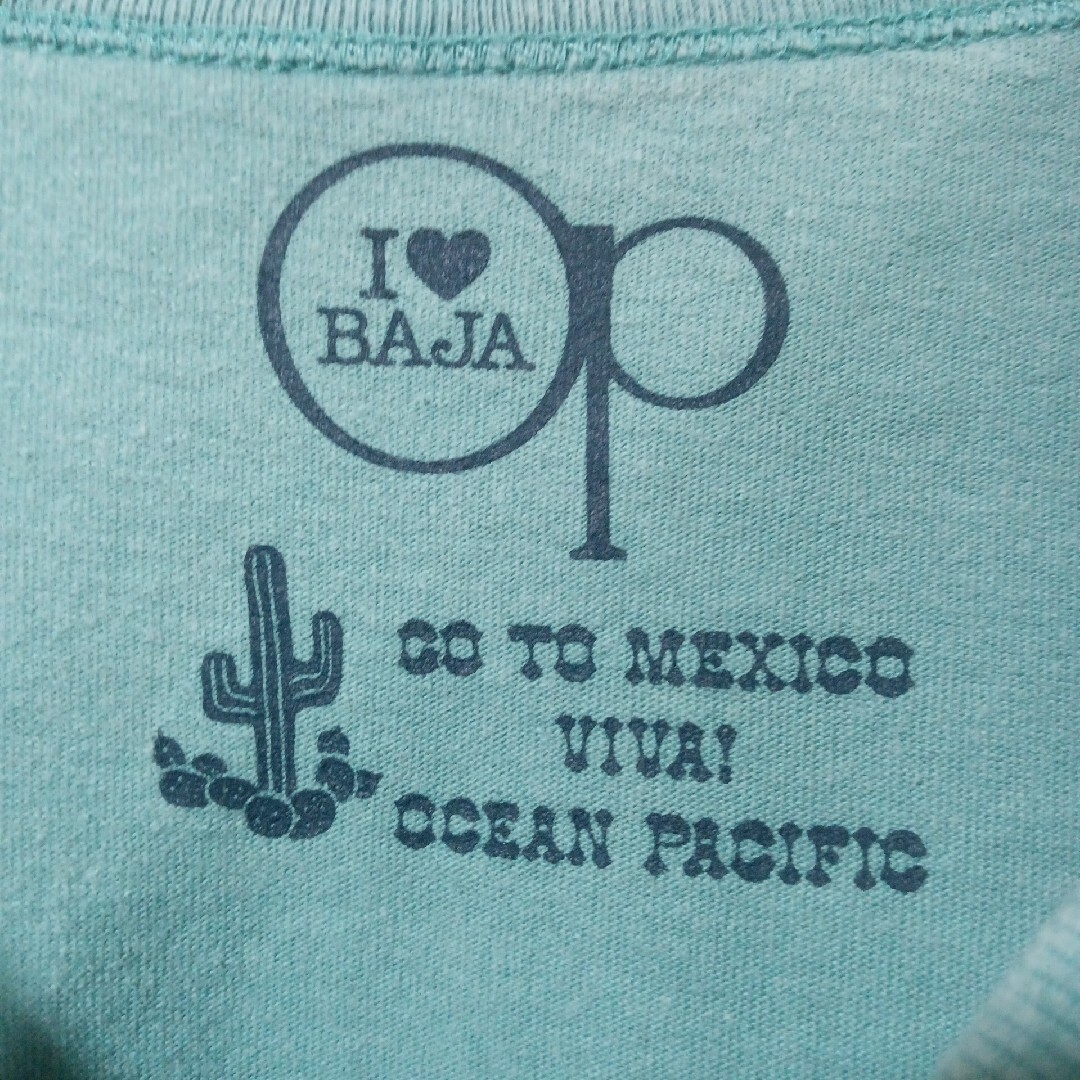 I ♥
BAJA
Op
GO TO MEXICO
VIVA!
OCEAN PACIFIC